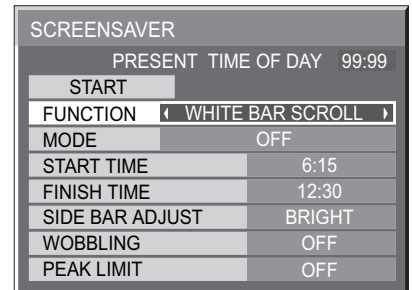 SCREENSAVER
PRESENT TIME OF DAY 99:99
START
FUNCTION WHITE BAR SCROLL
MODE OFF
START TIME 6:15
FINISH TIME 12:30
SIDE BAR ADJUST BRIGHT
WOBBLING OFF
PEAK LIMIT OFF